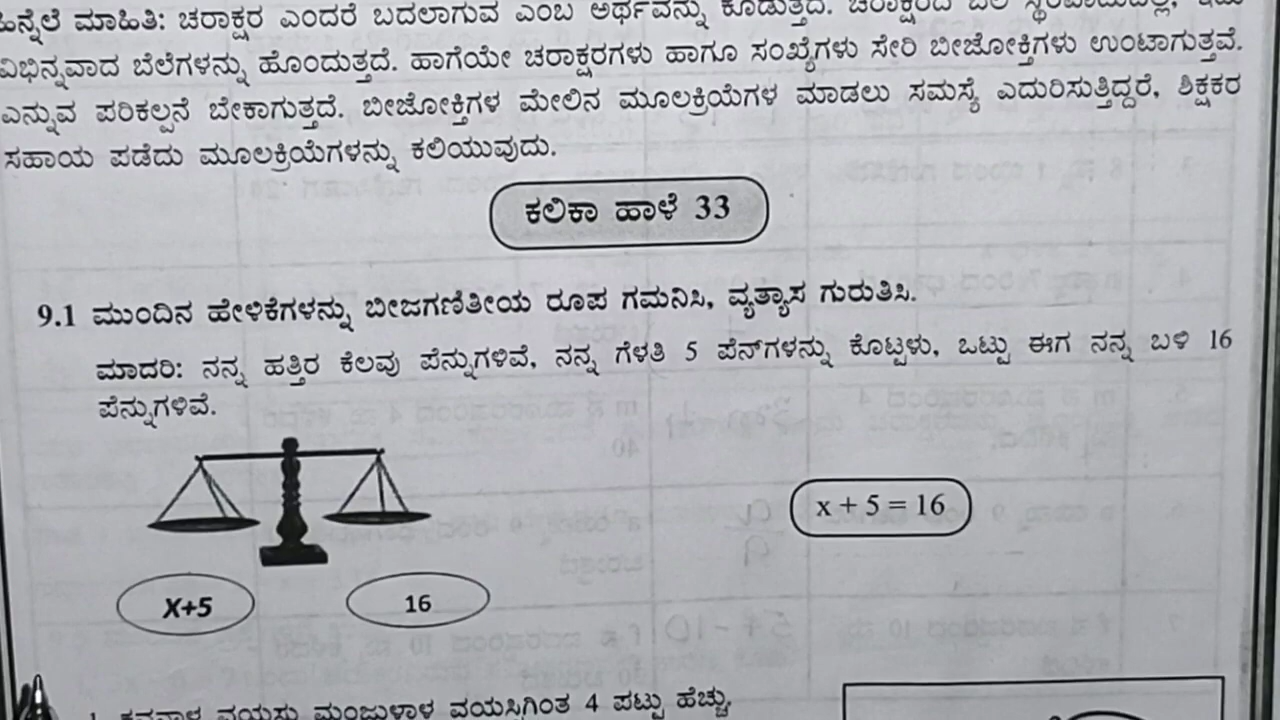 ಹಿನ್ನೆಲೆ ಮಾಹಿತಿ: ಚರಾಕ್ಷರ ಎಂದರೆ ಬದಲಾಗುವ ಎಂಬ ಅರ್ಥವನ್ನು ಕೊಡುತ್ತದೆ.
ವಿಭಿನ್ನವಾದ ಬೆಲೆಗಳನ್ನು ಹೊಂದುತ್ತದೆ. ಹಾಗೆಯೇ ಚರಾಕ್ಷರಗಳು ಹಾಗೂ ಸಂಖ್ಯೆಗಳು ಸೇರಿ ಬೀಜೋಕ್ತಿಗಳು ಉಂಟಾಗುತ್ತವೆ.
ಎನ್ನುವ ಪರಿಕಲ್ಪನೆ ಬೇಕಾಗುತ್ತದೆ. ಬೀಜೋಕ್ತಿಗಳ ಮೇಲಿನ ಮೂಲಕ್ರಿಯೆಗಳ ಮಾಡಲು ಸಮಸ್ಯೆ ಎದುರಿಸುತ್ತಿದ್ದರೆ, ಶಿಕ್ಷಕರ
ಸಹಾಯ ಪಡೆದು ಮೂಲಕ್ರಿಯೆಗಳನ್ನು ಕಲಿಯುವುದು.
ಕಲಿಕಾ ಹಾಳೆ 33
9.1 ಮುಂದಿನ ಹೇಳಿಕೆಗಳನ್ನು ಬೀಜಗಣಿತೀಯ ರೂಪ ಗಮನಿಸಿ, ವ್ಯತ್ಯಾಸ ಗುರುತಿಸಿ.
ಮಾದರಿ: ನನ್ನ ಹತ್ತಿರ ಕೆಲವು ಪೆನ್ನುಗಳಿವೆ, ನನ್ನ ಗೆಳತಿ 5 ಪೆನ್‌ಗಳನ್ನು ಕೊಟ್ಟಳು, ಒಟ್ಟು ಈಗ ನನ್ನ ಬಳಿ 16
ಪೆನ್ನುಗಳಿವೆ.
x + 5 = 16
X+5
16
ವಯಸ್ಸು ಮಂಜುಳಾಳ ವಯಸ್ಸಿಗಿಂತ 4 ಪಟ್ಟು ಹೆಚ್ಚು,